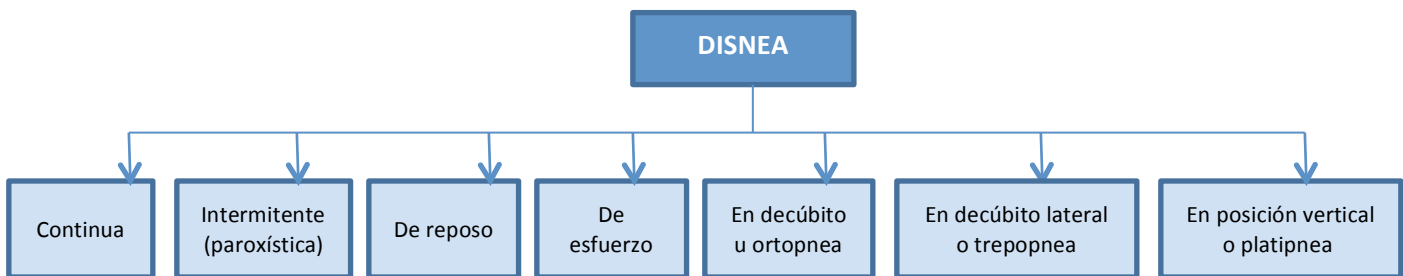 DISNEA
Continua
Intermitente
(paroxística)
De reposo
De
esfuerzo
En decúbito
u ortopnea
En decúbito lateral
o trepopnea
En posición vertical
o platipnea